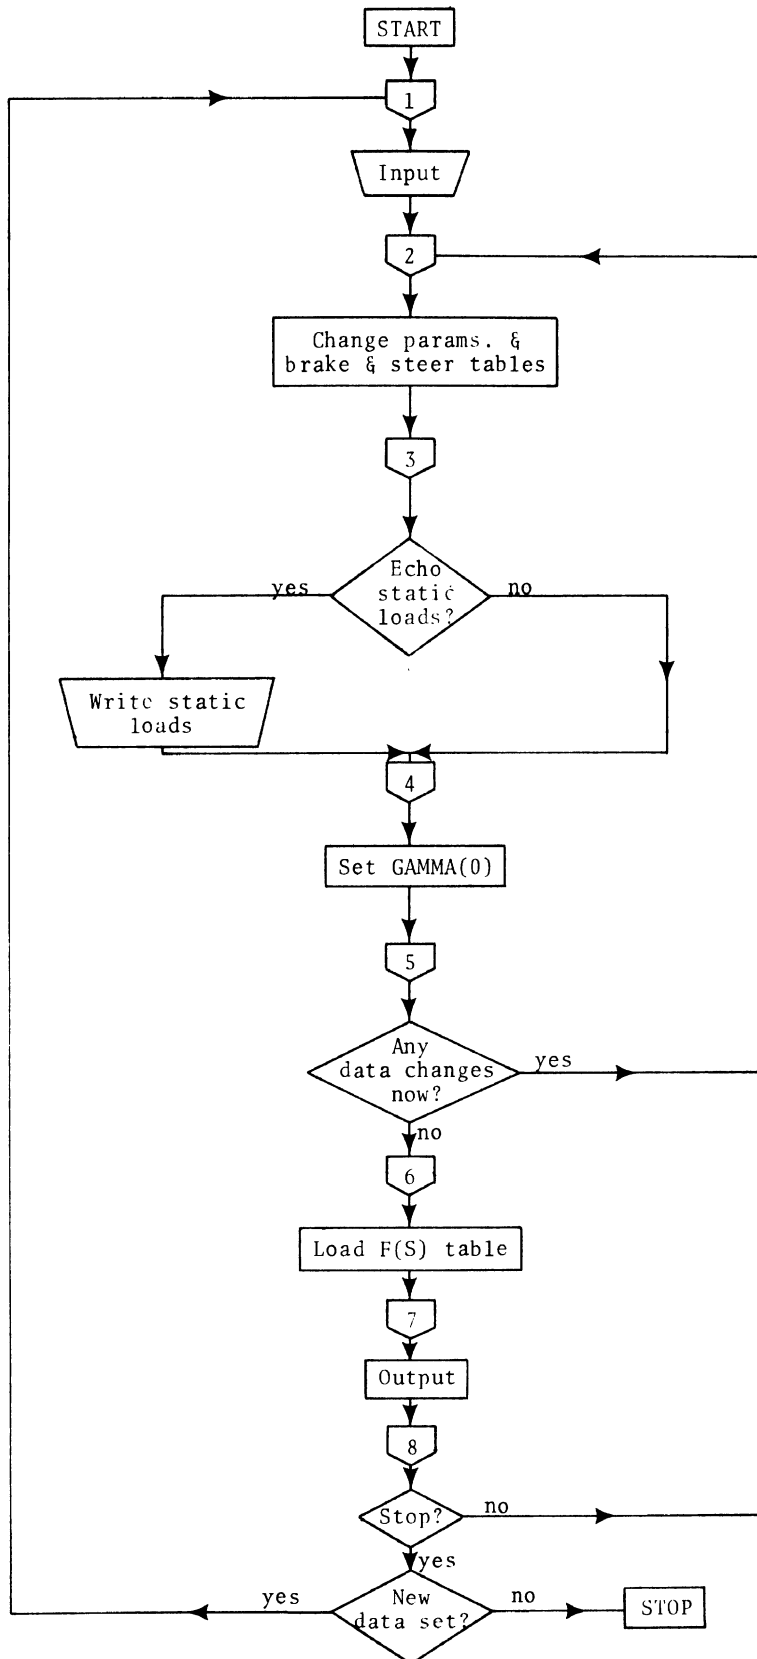 START
1
Input
2
Change params. &
brake & steer tables
3
Echo
static
loads?
yes
no
Write static
loads
4
Set GAMMA(0)
5
Any
data changes
now?
yes
no
6
Load F(S) table
7
Output
8
Stop?
no
yes
New
data set?
yes
no
STOP